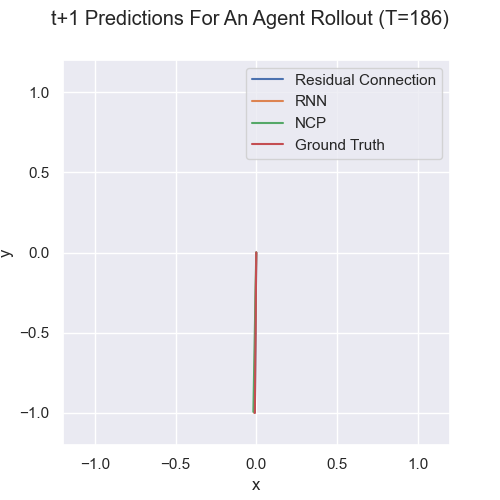 t+1 Predictions For An Agent Rollout (T=186)
Residual Connection
RNN
NCP
Ground Truth
1.0
0.5
0.0
−0.5
−1.0
y
−1.0 −0.5 0.0 0.5 1.0
x